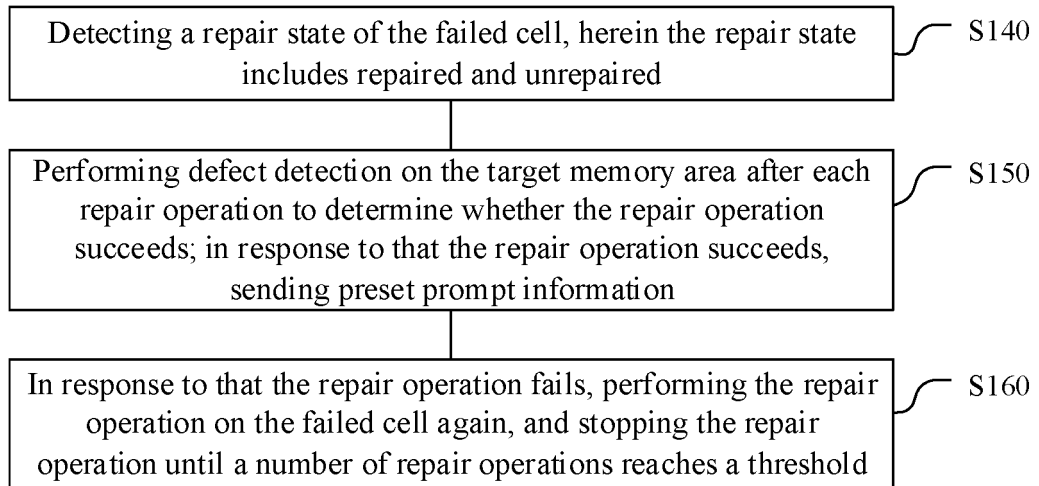 Detecting a repair state of the failed cell, herein the repair state
includes repaired and unrepaired
S140
Performing defect detection on the target memory area after each
repair operation to determine whether the repair operation
succeeds; in response to that the repair operation succeeds,
sending preset prompt information
S150
In response to that the repair operation fails, performing the repair
operation on the failed cell again, and stopping the repair
operation until a number of repair operations reaches a threshold
S160